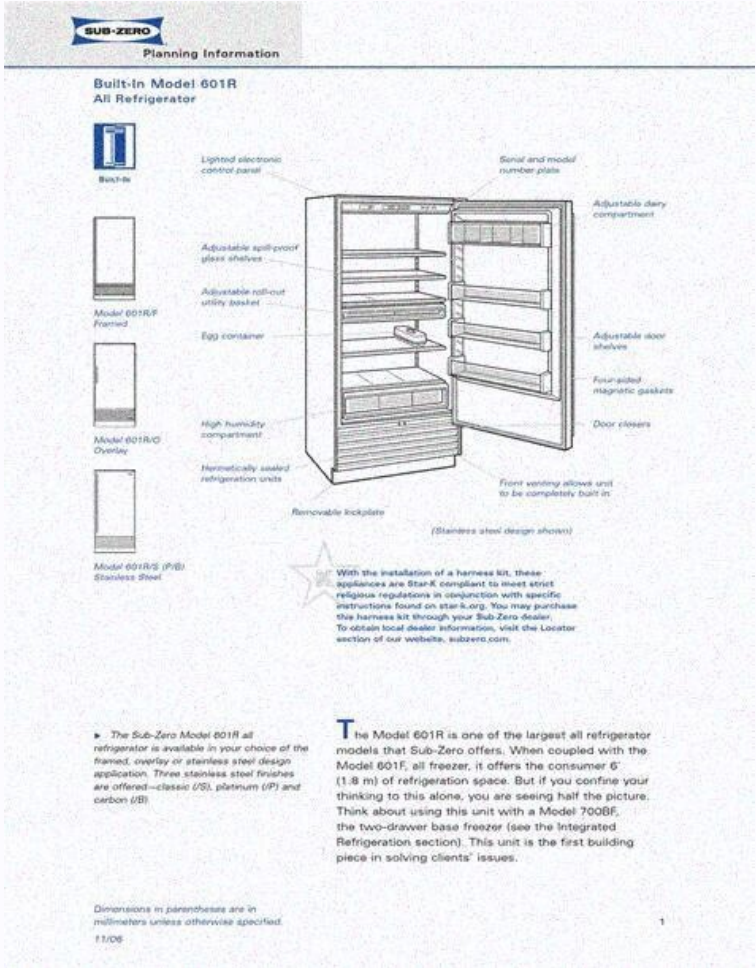 SUB-ZERO
Planning Information
Built-In Model 601R
All Refrigerator
Built-In
Lighted electronic
control panel
Serial and model
number plate
Adjustable dairy
compartment
Adjustable spill-proof
glass shelves
Adjustable roll-out
utility basket
Model 601R/F
Framed
Egg container
Adjustable door
shelves
Four-sided
magnetic gaskets
High humidity
compartment
Door closers
Model 601R/O
Overlay
Hermetically sealed
refrigeration units
Front venting allows unit
to be completely built in
Removable kickplate
(Stainless steel design shown)
Model 601R/S (P/B)
Stainless Steel
K
With the installation of a harness kit, these
appliances are Star-K compliant to meet strict
religious regulations in conjunction with specific
instructions found on star-k.org. You may purchase
this harness kit through your Sub-Zero dealer.
To obtain local dealer information, visit the Locator
section of our website, subzero.com.
► The Sub-Zero Model 601R all
refrigerator is available in your choice of the
framed, overlay or stainless steel design
application. Three stainless steel finishes
are offered—classic (/S), platinum (/P) and
carbon (/B).
The Model 601R is one of the largest all refrigerator
models that Sub-Zero offers. When coupled with the
Model 601F, all freezer, it offers the consumer 6'
(1.8 m) of refrigeration space. But if you confine your
thinking to this alone, you are seeing half the picture.
Think about using this unit with a Model 700BF,
the two-drawer base freezer (see the Integrated
Refrigeration section). This unit is the first building
piece in solving clients' issues.
Dimensions in parentheses are in
millimeters unless otherwise specified.
11/06
1